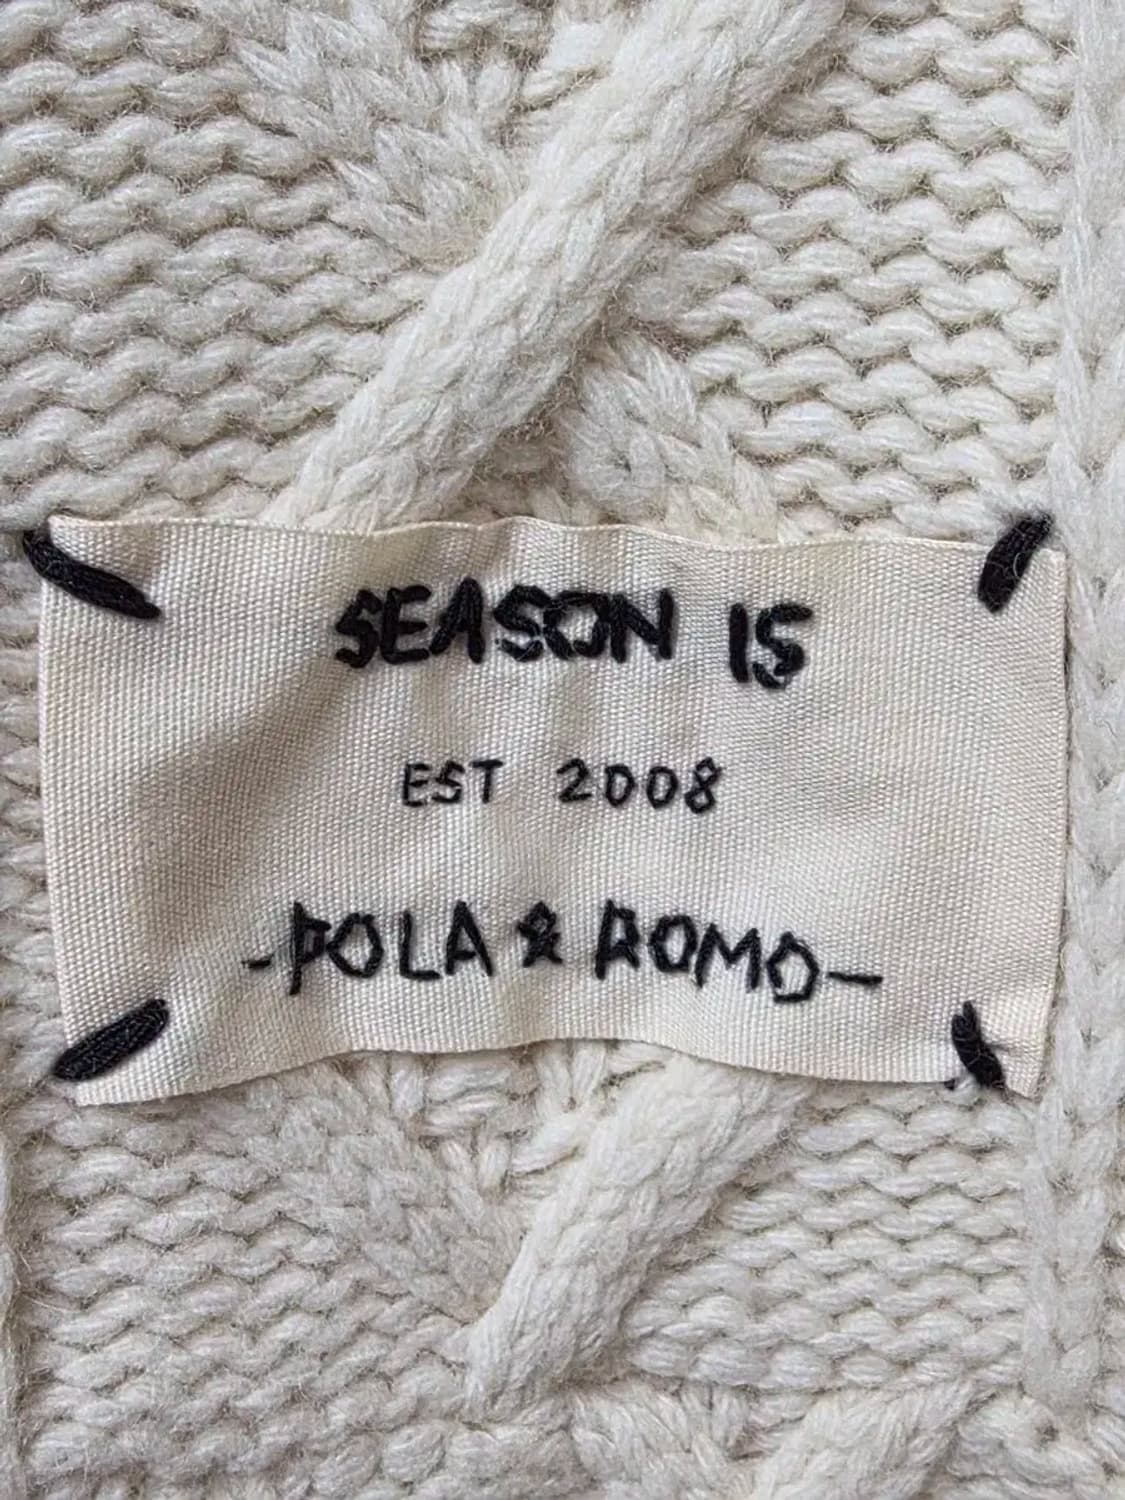 SEASON 15
EST 2008
-POLA & ROMO-